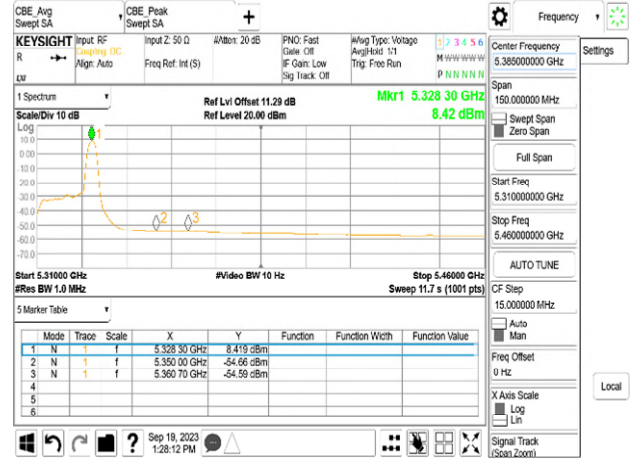 CBE_Avg
Swept SA
CBE_Peak
Swept SA
+
Frequency
KEYSIGHT
R
LW
Input: RF
Coupling: DC
Align: Auto
Input Z: 50 Ω
Freq Ref: Int (S)
#Atten: 20 dB
PNO: Fast
Gate: Off
IF Gain: Low
Sig Track: Off
#Avg Type: Voltage
Avg|Hold: 1/1
Trig: Free Run
1 2 3 4 5 6
M W W W W W
P N N N N N
1 Spectrum
Scale/Div 10 dB
Ref Lvl Offset 11.29 dB
Ref Level 20.00 dBm
Mkr1 5.328 30 GHz
8.42 dBm
Log
10.0
0.00
-10.0
-20.0
-30.0
-40.0
-50.0
-60.0
-70.0
1
2
3
Start 5.31000 GHz
#Res BW 1.0 MHz
#Video BW 10 Hz
Stop 5.46000 GHz
Sweep 11.7 s (1001 pts)
5 Marker Table
Mode Trace Scale X Y Function Function Width Function Value
1 N 1 f 5.328 30 GHz 8.419 dBm
2 N 1 f 5.350 00 GHz -54.66 dBm
3 N 1 f 5.360 70 GHz -54.59 dBm
4
5
6
Sep 19, 2023
1:28:12 PM
?
Center Frequency
5.385000000 GHz
Span
150.000000 MHz
Swept Span
Zero Span
Full Span
Start Freq
5.310000000 GHz
Stop Freq
5.460000000 GHz
AUTO TUNE
CF Step
15.000000 MHz
Auto
Man
Freq Offset
0 Hz
X Axis Scale
Log
Lin
Signal Track
(Span Zoom)
Settings
Local